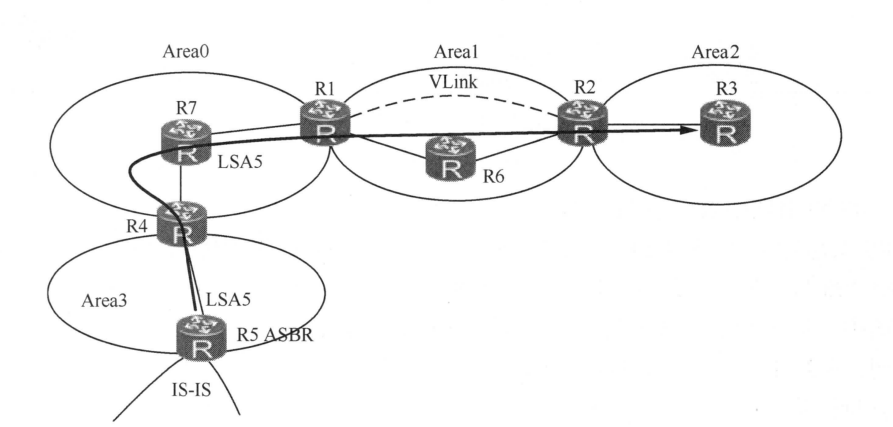 Area0
Area1
Area2
R1
VLink
R2
R3
R7
R
R
R
R
LSA5
R
R6
R4
R
Area3
LSA5
R
R5 ASBR
IS-IS